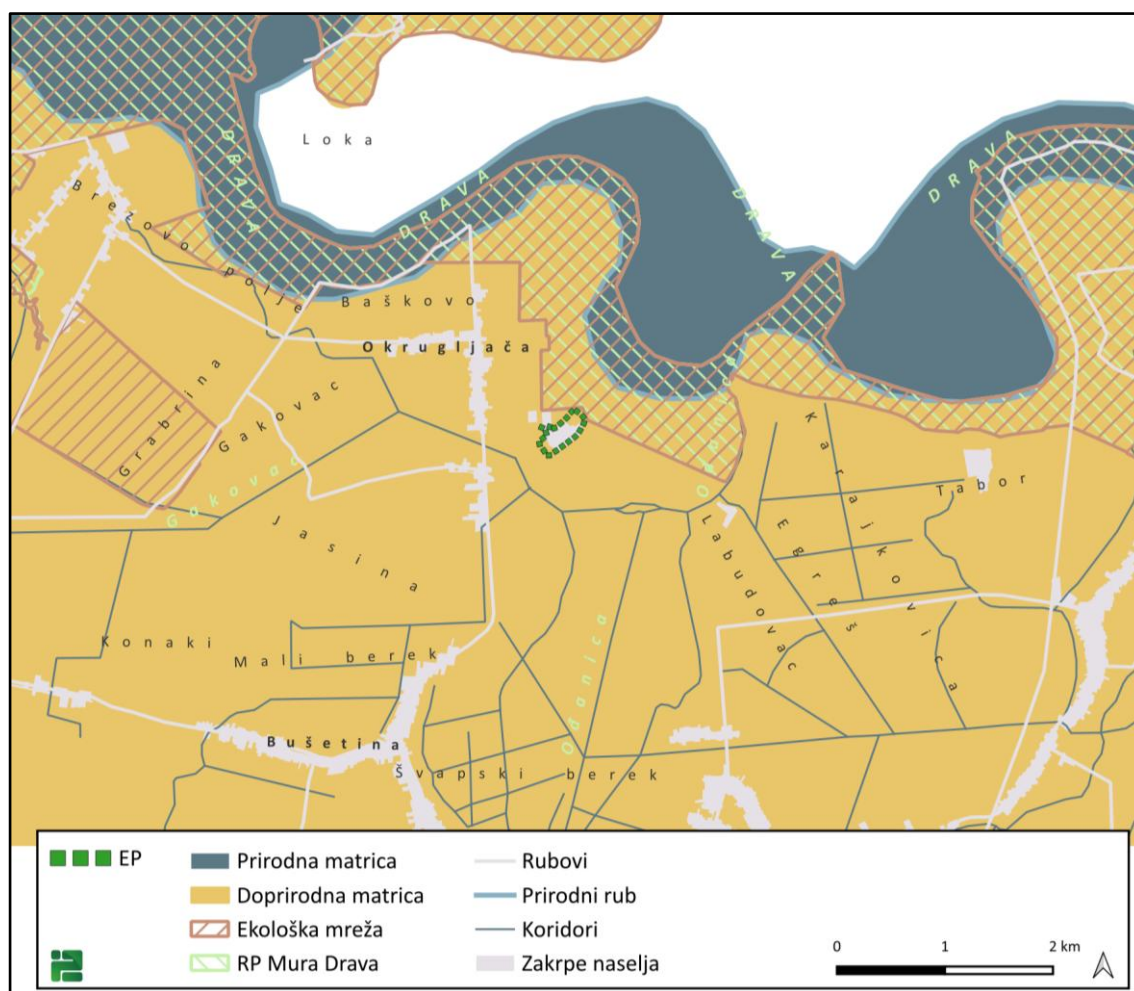 Loka
DRAVA
DRAVA
DRAVA
DRAVA
Brezovo polje
Baškovo
Okrugljača
Grabrina
Gakovac
Gakovac
Jasina
Odanica
Karajkovica
Tabor
Egreš
Labudovac
Konaki
Mali berek
Odanica
Bušetina
Švapski berek
EP
Prirodna matrica
Doprirodna matrica
Ekološka mreža
RP Mura Drava
Rubovi
Prirodni rub
Koridori
Zakrpe naselja
0 1 2 km